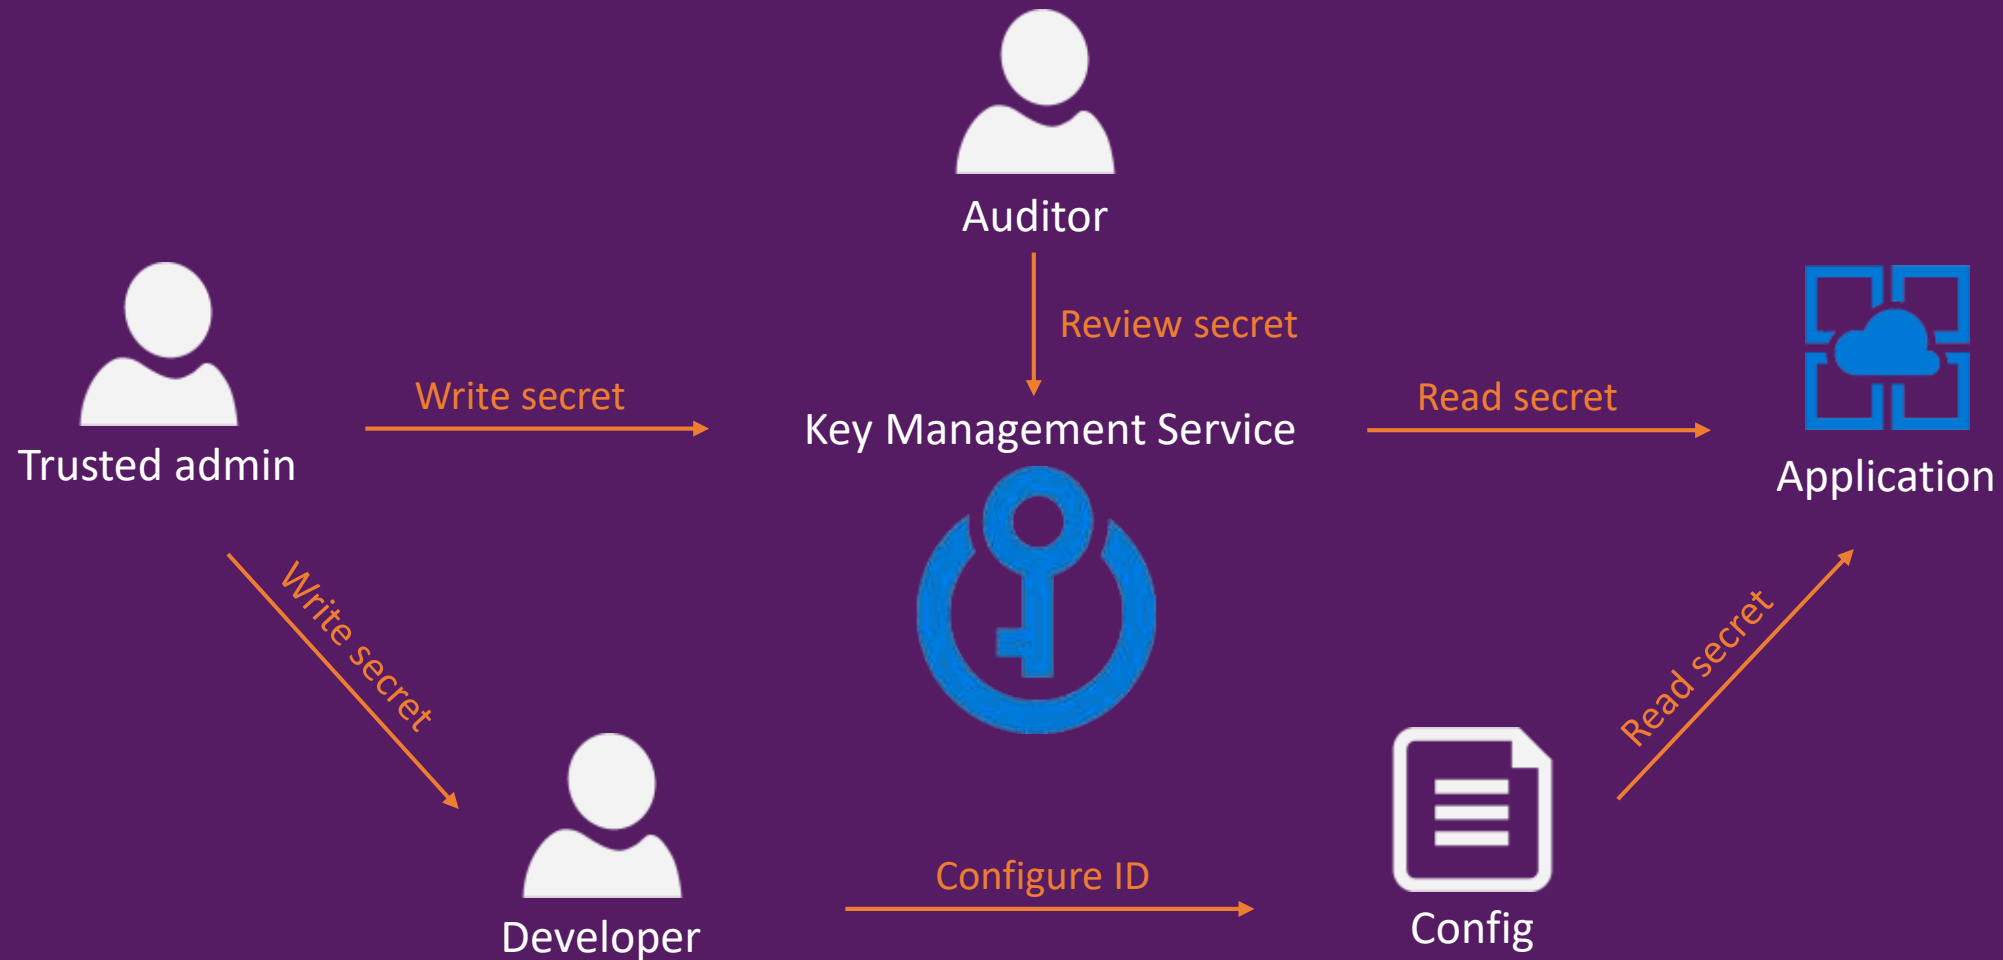 Auditor
Review secret
Write secret
Read secret
Key Management Service
Trusted admin
Application
Write secret
Read secret
Configure ID
Developer
Config